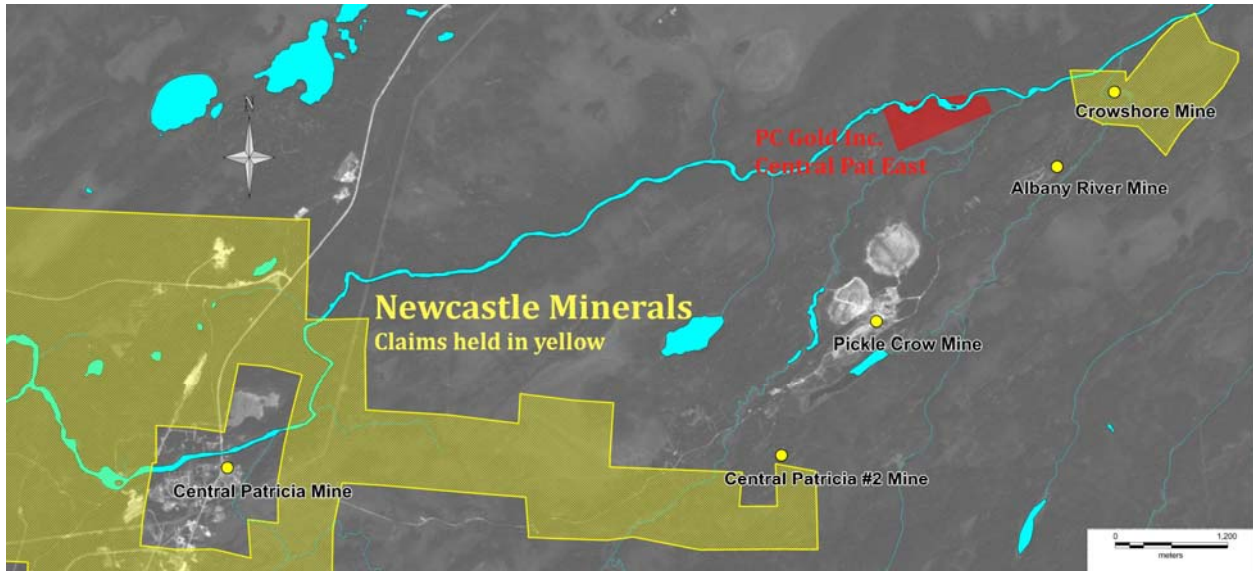 N
Crowshore Mine
PC Gold Inc.
Central Pat East
Albany River Mine
Newcastle Minerals
Claims held in yellow
Pickle Crow Mine
Central Patricia Mine
Central Patricia #2 Mine
0 1,200
meters